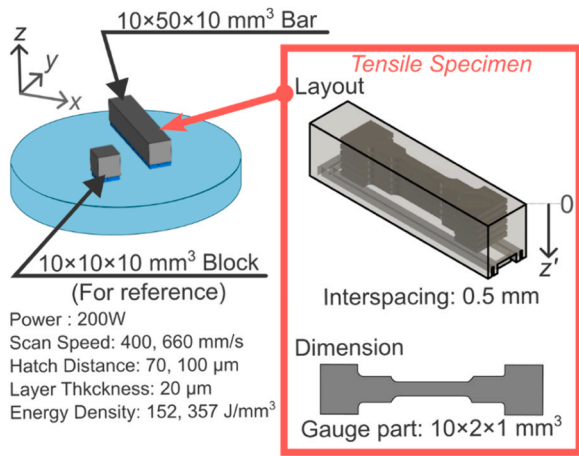 10×50×10 mm³ Bar
z
y
x
10×10×10 mm³ Block
(For reference)
Power : 200W
Scan Speed: 400, 660 mm/s
Hatch Distance: 70, 100 μm
Layer Thkckness: 20 μm
Energy Density: 152, 357 J/mm³
Tensile Specimen
Layout
0
z'
Interspacing: 0.5 mm
Dimension
Gauge part: 10×2×1 mm³